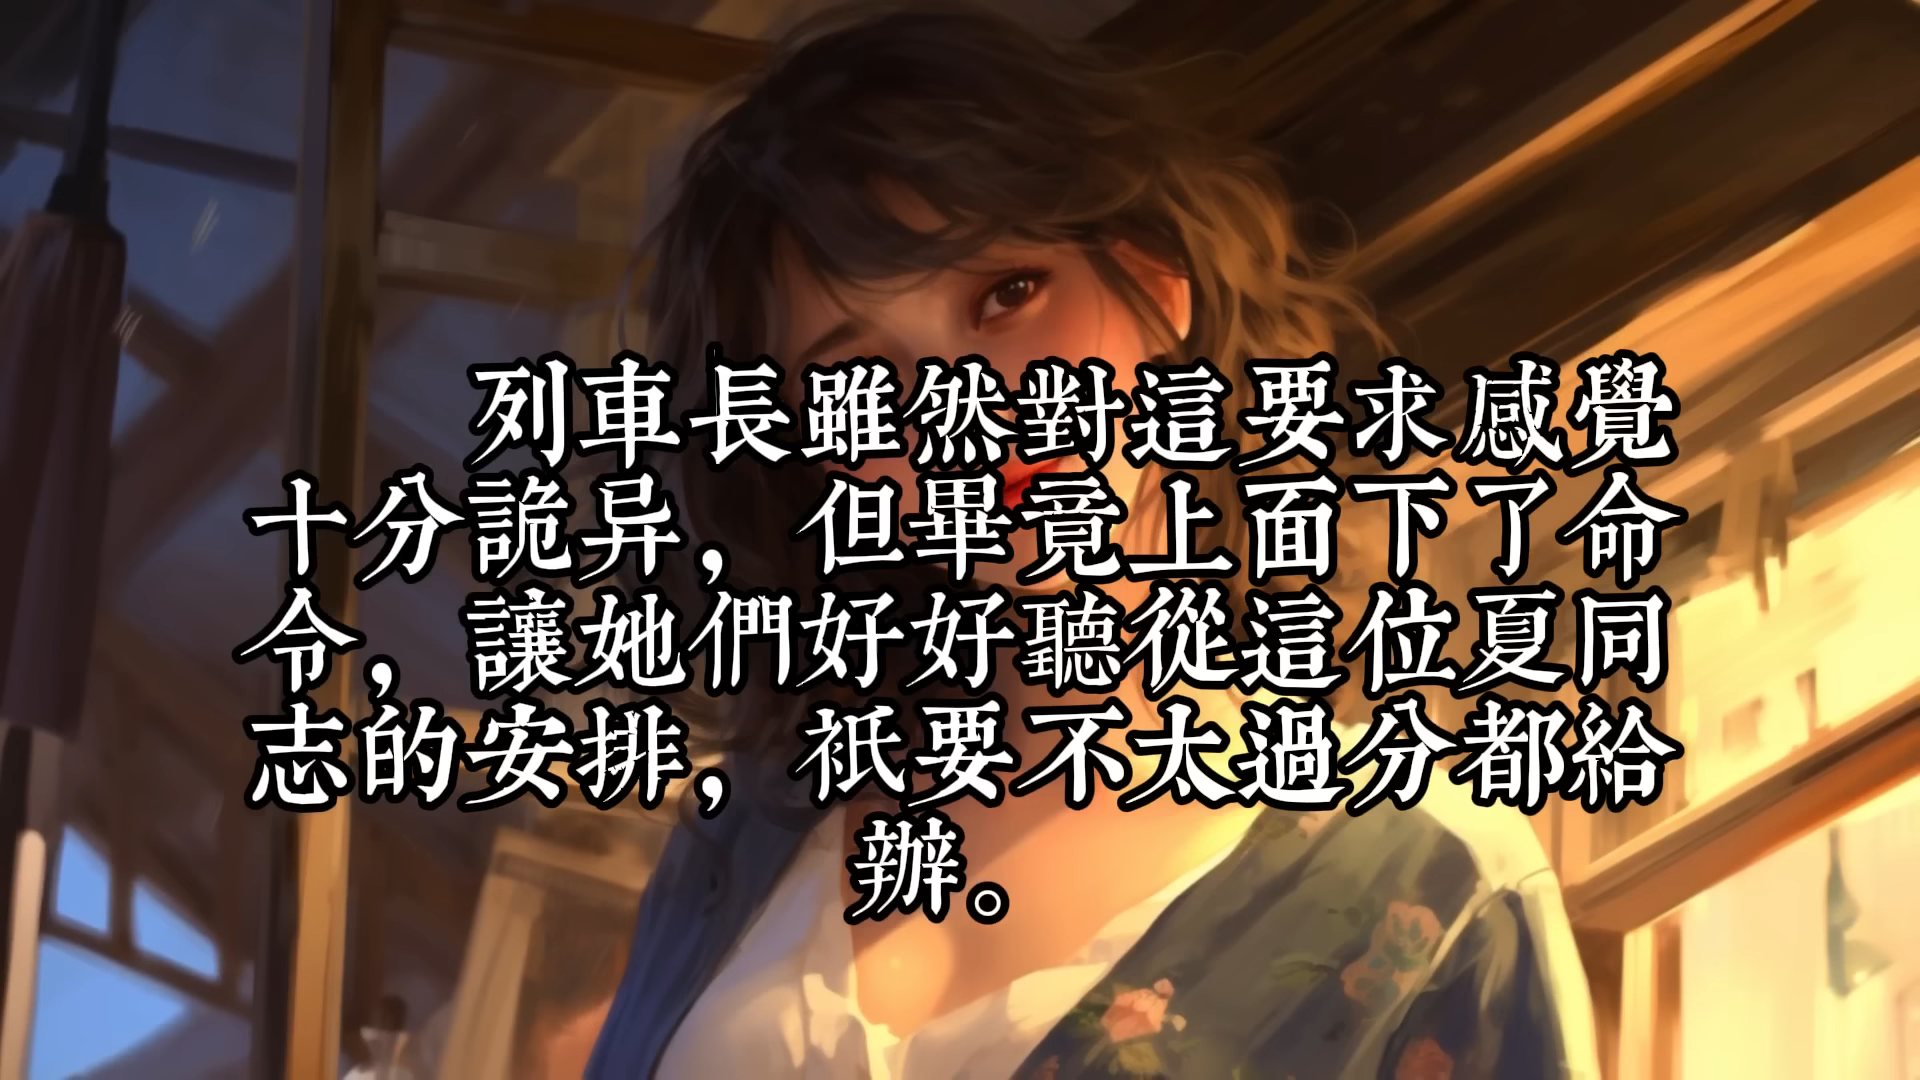 列車長雖然對這要求感覺
十分詭异，但畢竟上面下了命
令，讓她們好好聽從這位夏同
志的安排，衹要不太過分都給
辦。